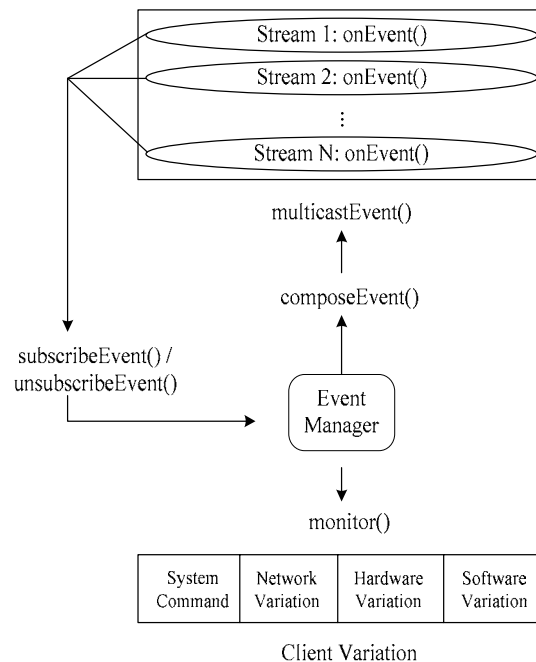 Stream 1: onEvent()
Stream 2: onEvent()
⋮
Stream N: onEvent()
multicastEvent()
composeEvent()
subscribeEvent() /
unsubscribeEvent()
Event
Manager
monitor()
System
Command
Network
Variation
Hardware
Variation
Software
Variation
Client Variation